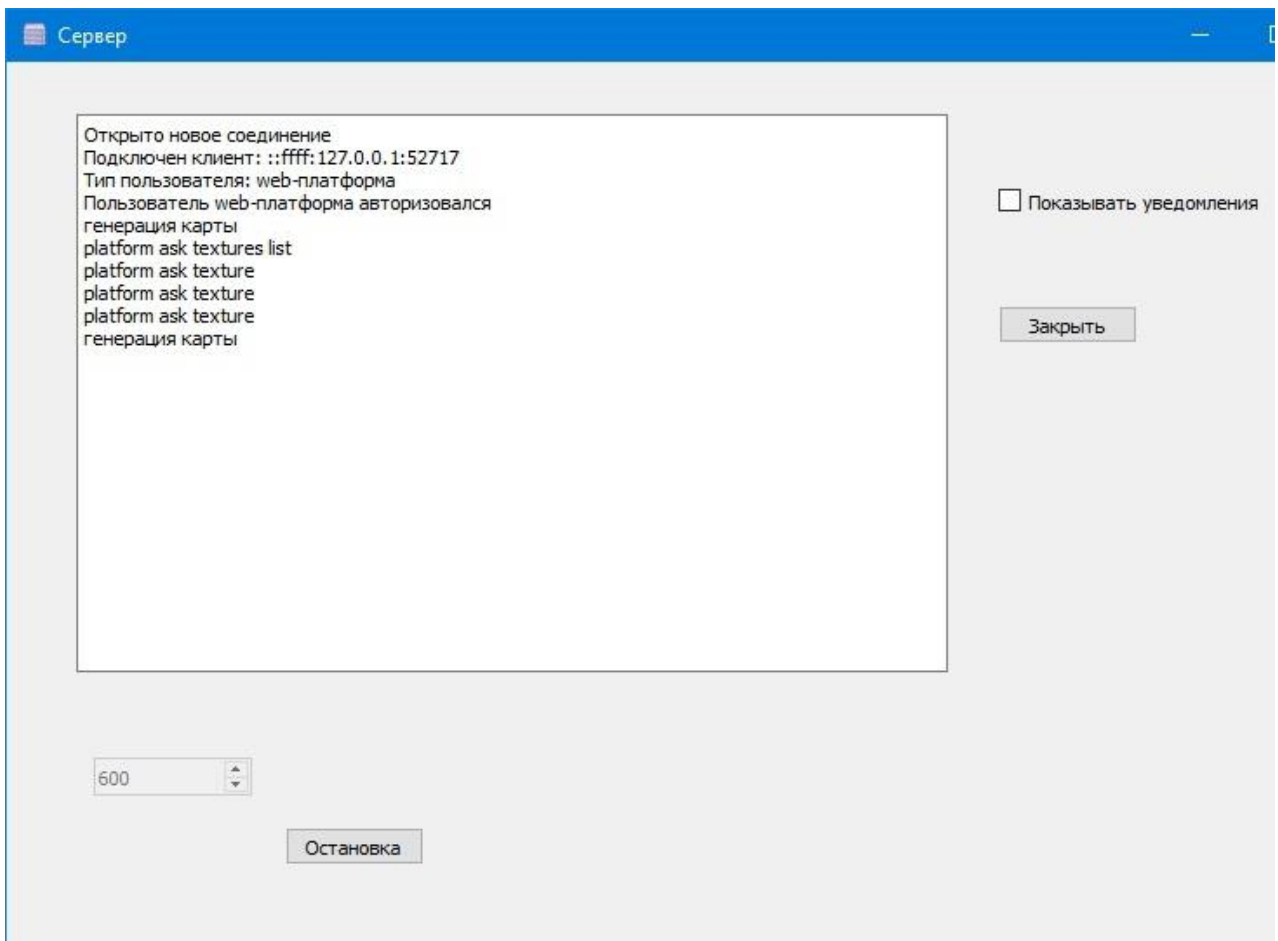 Сервер
Открыто новое соединение
Подключен клиент: ::ffff:127.0.0.1:52717
Тип пользователя: web-платформа
Пользователь web-платформа авторизовался
генерация карты
platform ask textures list
platform ask texture
platform ask texture
platform ask texture
генерация карты
Показывать уведомления
Закрыть
600
Остановка